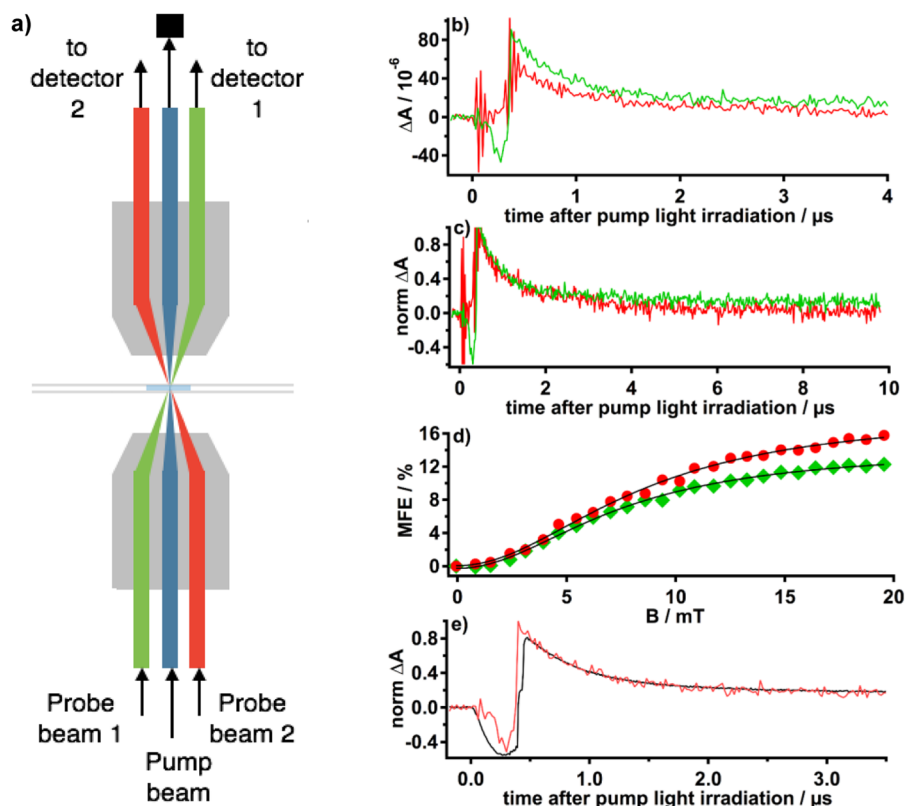 a)
to
detector
2
to
detector
1
Probe
beam 1
Probe
beam 2
Pump
beam
b)
80
40
0
-40
ΔA / 10⁻⁶
0
1
2
3
4
time after pump light irradiation / µs
c)
0.8
0.4
0.0
-0.4
norm ΔA
0
2
4
6
8
10
time after pump light irradiation / µs
d)
16
12
8
4
0
MFE / %
0
5
10
15
20
B / mT
e)
0.8
0.4
0.0
-0.4
norm ΔA
0.0
1.0
2.0
3.0
time after pump light irradiation / µs